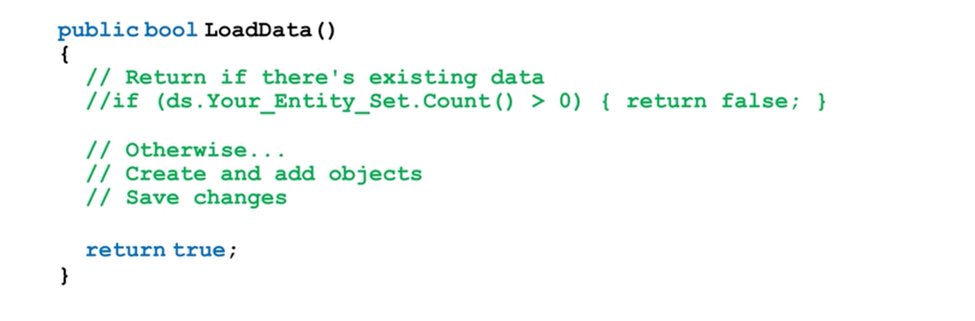 public bool LoadData()
{
// Return if there's existing data
//if (ds.Your_Entity_Set.Count() > 0) { return false; }
// Otherwise...
// Create and add objects
// Save changes
return true;
}